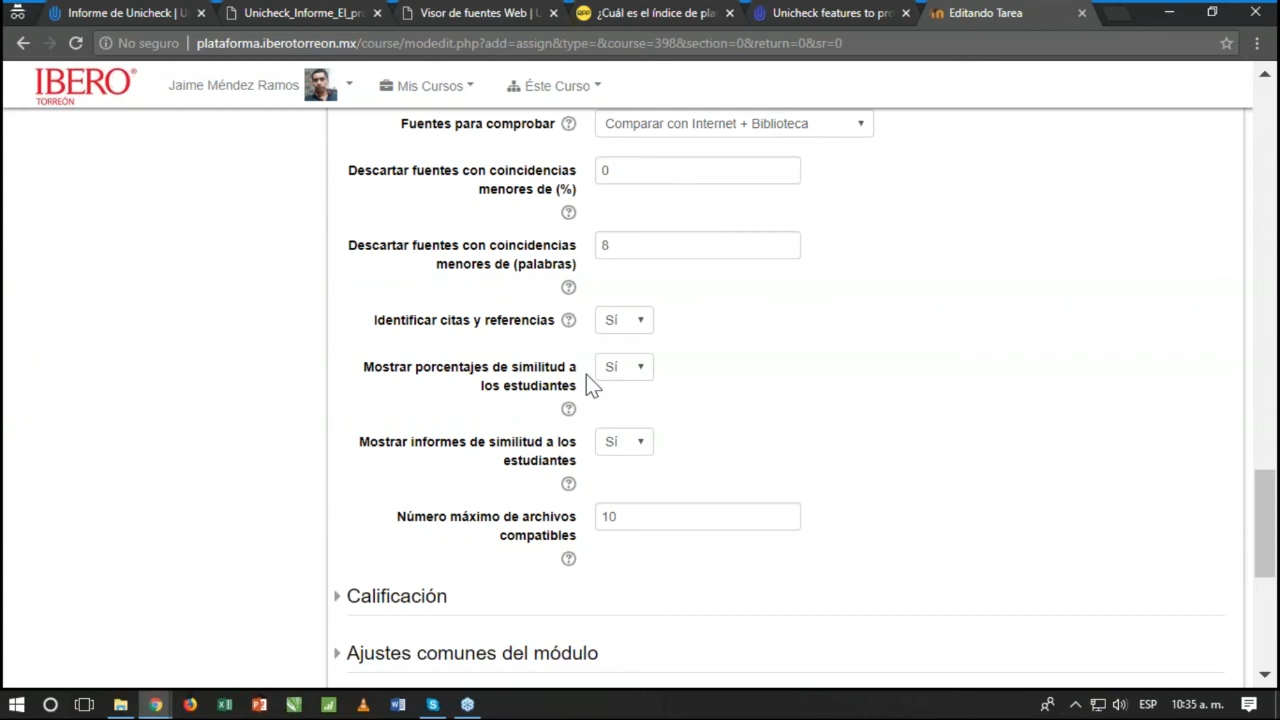 Informe de Unicheck | U
Unicheck_Informe_El_pro
Visor de fuentes Web | U
APP
¿Cuál es el índice de pla
Unicheck features to pro
Editando Tarea
No seguro | plataforma.iberotorreon.mx/course/modedit.php?add=assign&type=&course=398&section=0&return=0&sr=0
IBERO®
TORREÓN
Jaime Méndez Ramos
Mis Cursos
Éste Curso
Fuentes para comprobar ? Comparar con Internet + Biblioteca
Descartar fuentes con coincidencias
menores de (%)
0
?
Descartar fuentes con coincidencias
menores de (palabras)
8
?
Identificar citas y referencias ? Sí
Mostrar porcentajes de similitud a
los estudiantes
Sí
?
Mostrar informes de similitud a los
estudiantes
Sí
?
Número máximo de archivos
compatibles
10
?
Calificación
Ajustes comunes del módulo
ESP
10:35 a. m.